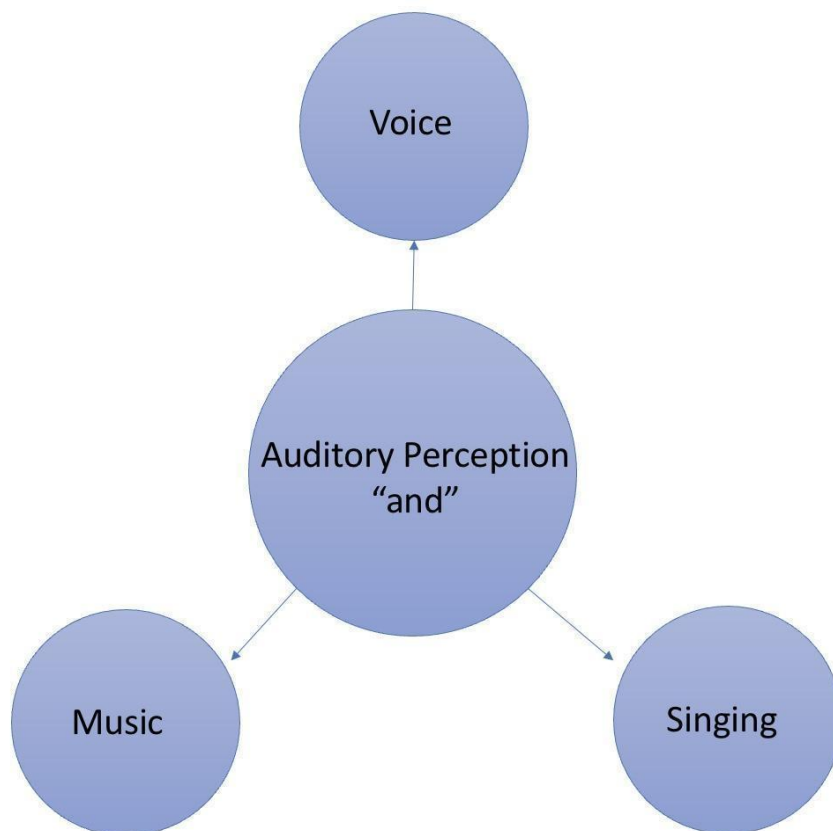 Voice
Auditory Perception
“and”
Music
Singing